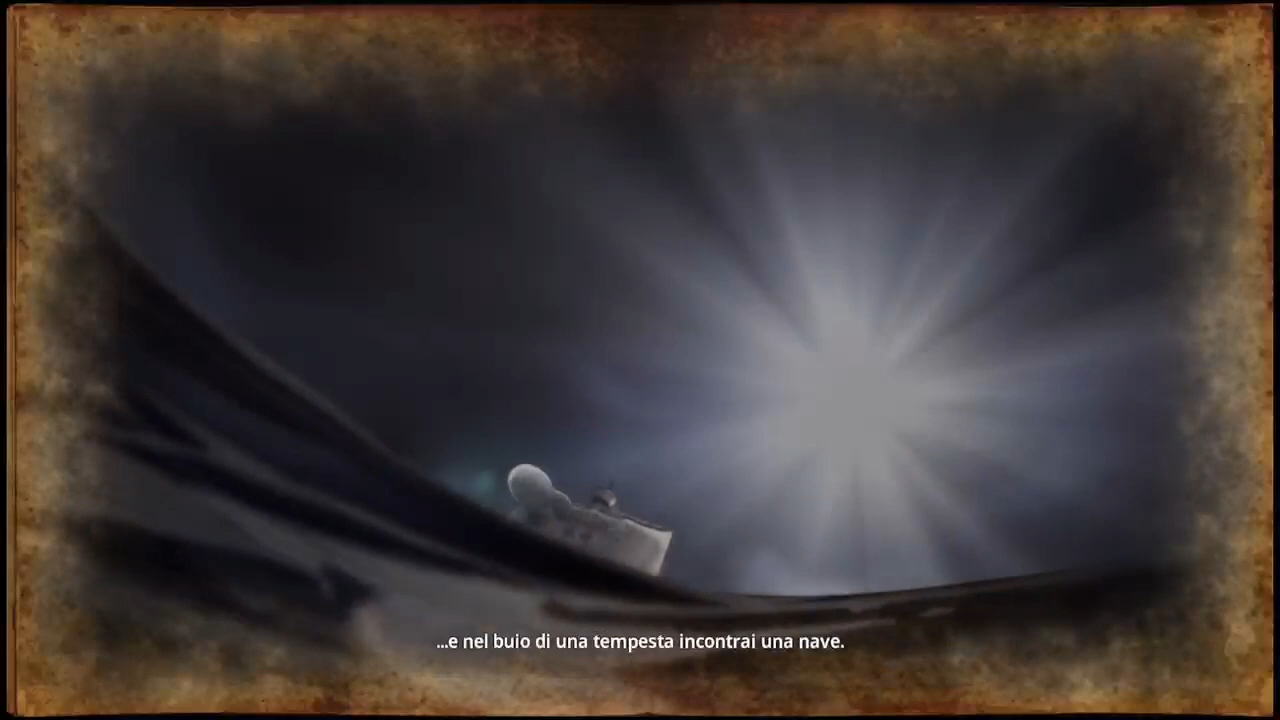 ...e nel buio di una tempesta incontrai una nave.